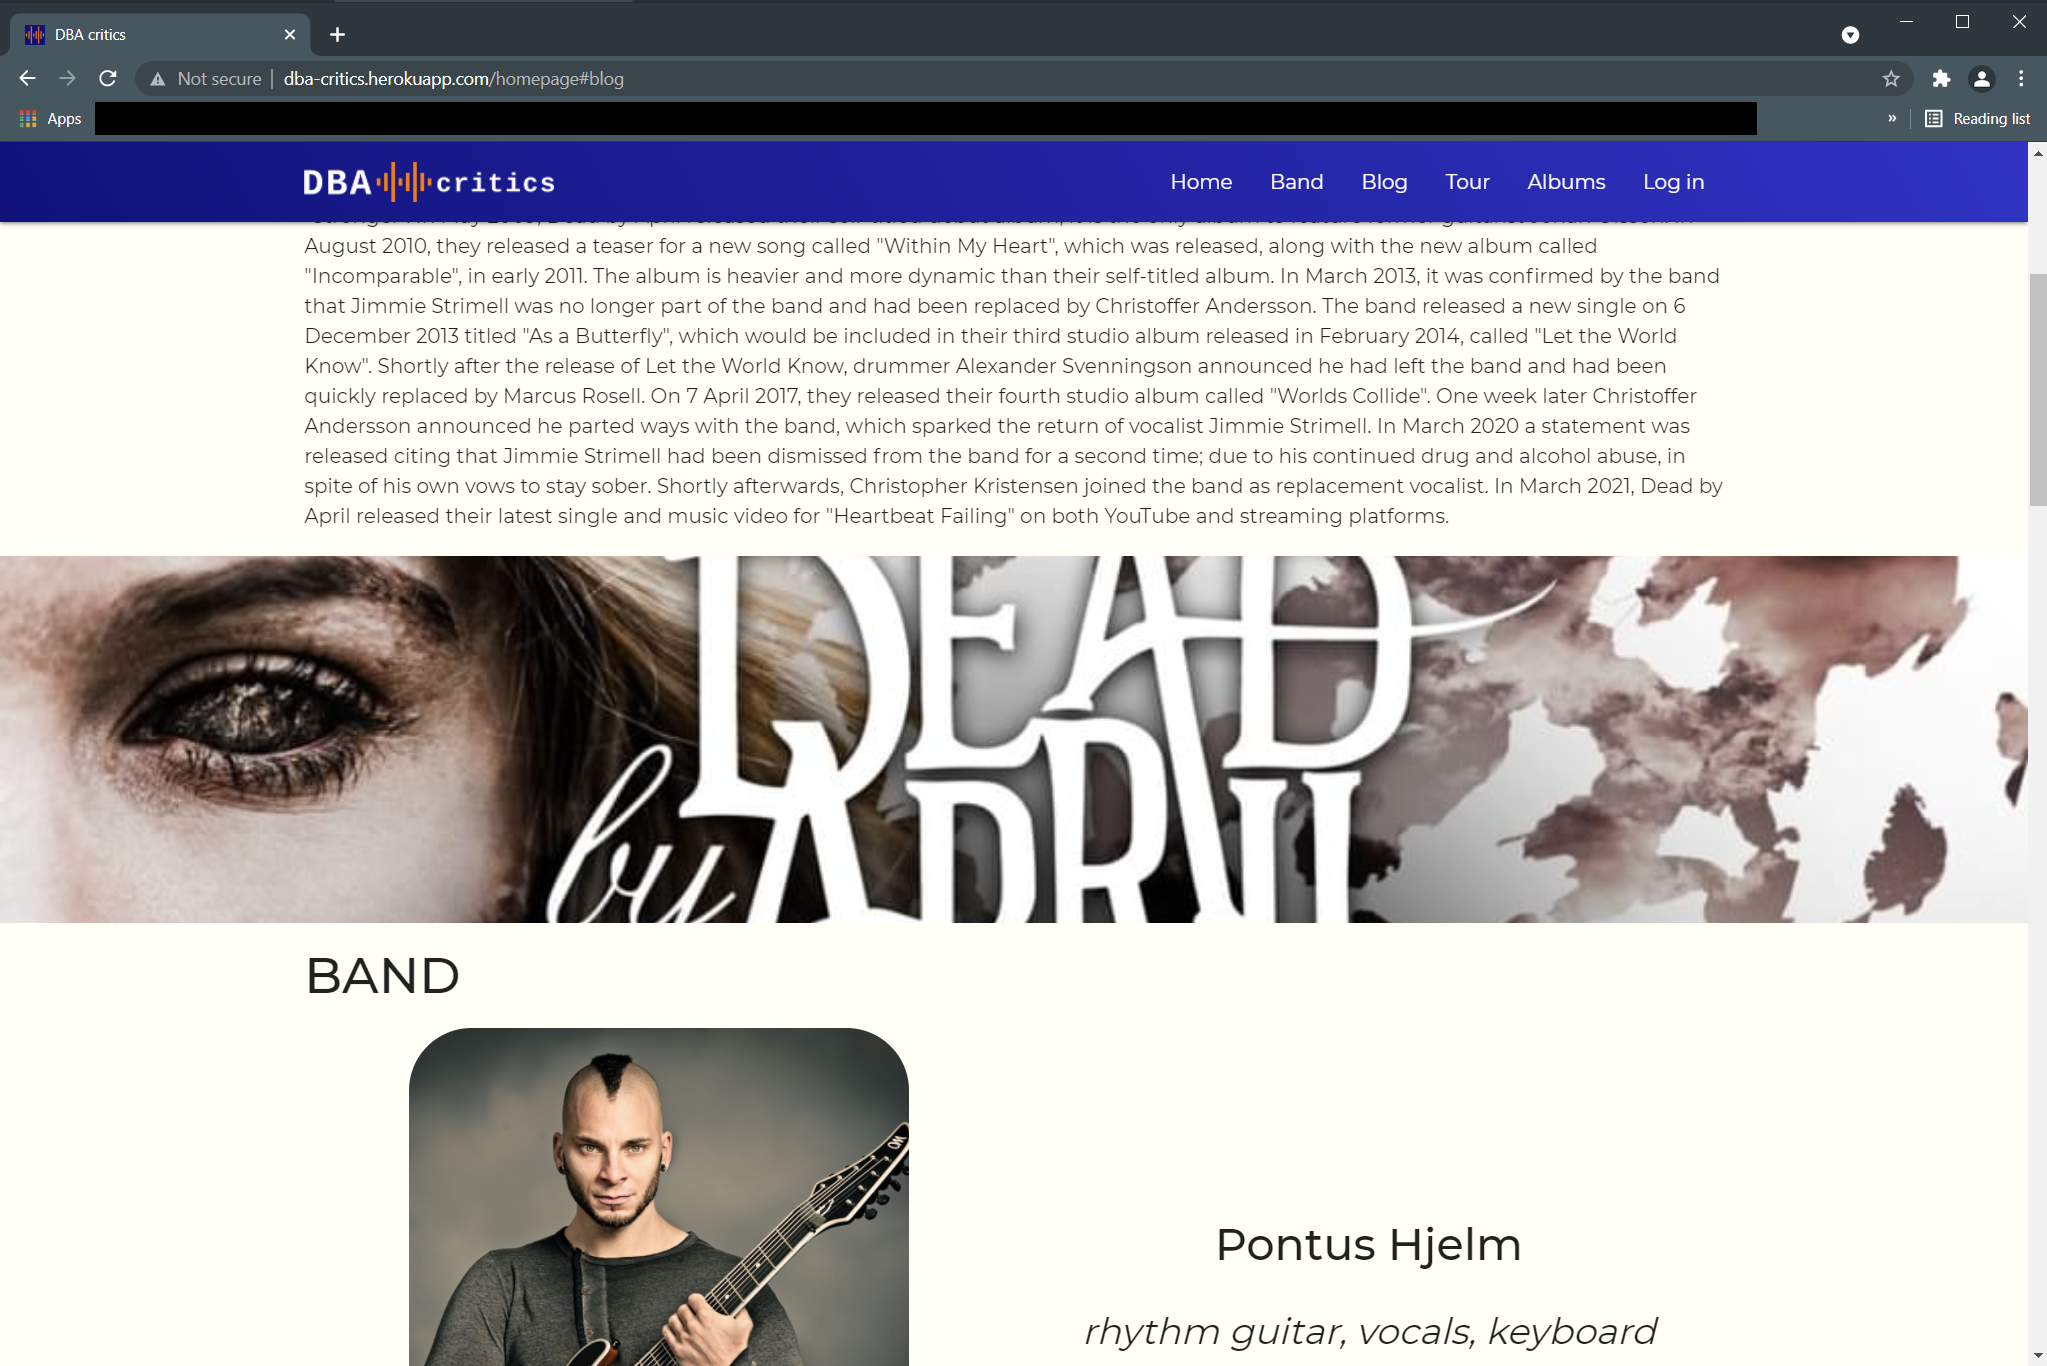 DBA critics
Not secure
dba-critics.herokuapp.com/homepage#blog
Apps
»
Reading list
DBA critics
Home
Band
Blog
Tour
Albums
Log in
August 2010, they released a teaser for a new song called "Within My Heart", which was released, along with the new album called
"Incomparable", in early 2011. The album is heavier and more dynamic than their self-titled album. In March 2013, it was confirmed by the band
that Jimmie Strimell was no longer part of the band and had been replaced by Christoffer Andersson. The band released a new single on 6
December 2013 titled "As a Butterfly", which would be included in their third studio album released in February 2014, called "Let the World
Know". Shortly after the release of Let the World Know, drummer Alexander Svenningson announced he had left the band and had been
quickly replaced by Marcus Rosell. On 7 April 2017, they released their fourth studio album called "Worlds Collide". One week later Christoffer
Andersson announced he parted ways with the band, which sparked the return of vocalist Jimmie Strimell. In March 2020 a statement was
released citing that Jimmie Strimell had been dismissed from the band for a second time; due to his continued drug and alcohol abuse, in
spite of his own vows to stay sober. Shortly afterwards, Christopher Kristensen joined the band as replacement vocalist. In March 2021, Dead by
April released their latest single and music video for "Heartbeat Failing" on both YouTube and streaming platforms.
DEAD
by APRIL
BAND
Pontus Hjelm
rhythm guitar, vocals, keyboard